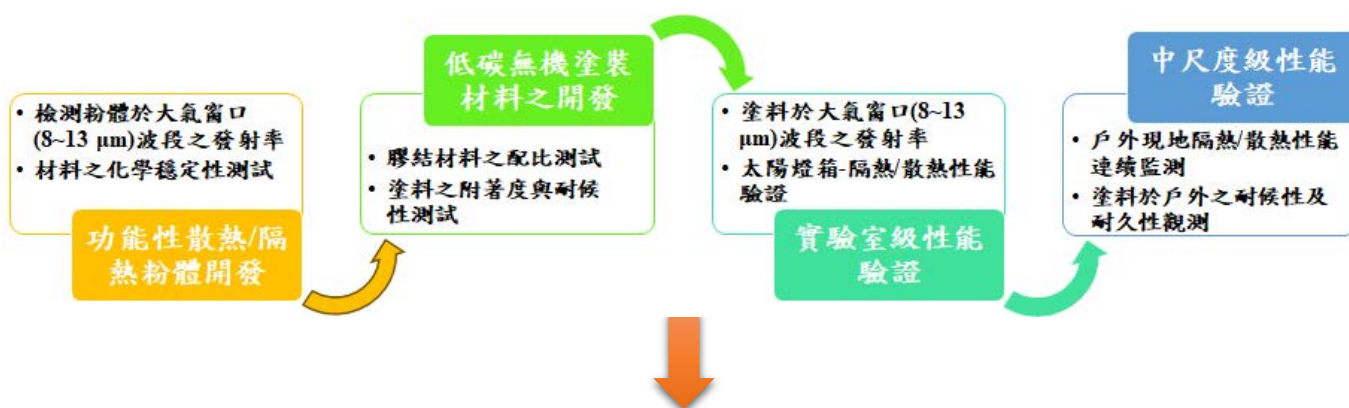 • 檢測粉體於大氣窗口
(8~13 μm)波段之發射率
• 材料之化學穩定性測試
功能性散熱/隔
熱粉體開發
低碳無機塗裝
材料之開發
• 膠結材料之配比測試
• 塗料之附著度與耐候
性測試
• 塗料於大氣窗口(8~13
μm)波段之發射率
• 太陽燈箱-隔熱/散熱性能
驗證
實驗室級性能
驗證
中尺度級性能
驗證
• 戶外現地隔熱/散熱性能
連續監測
• 塗料於戶外之耐候性及
耐久性觀測